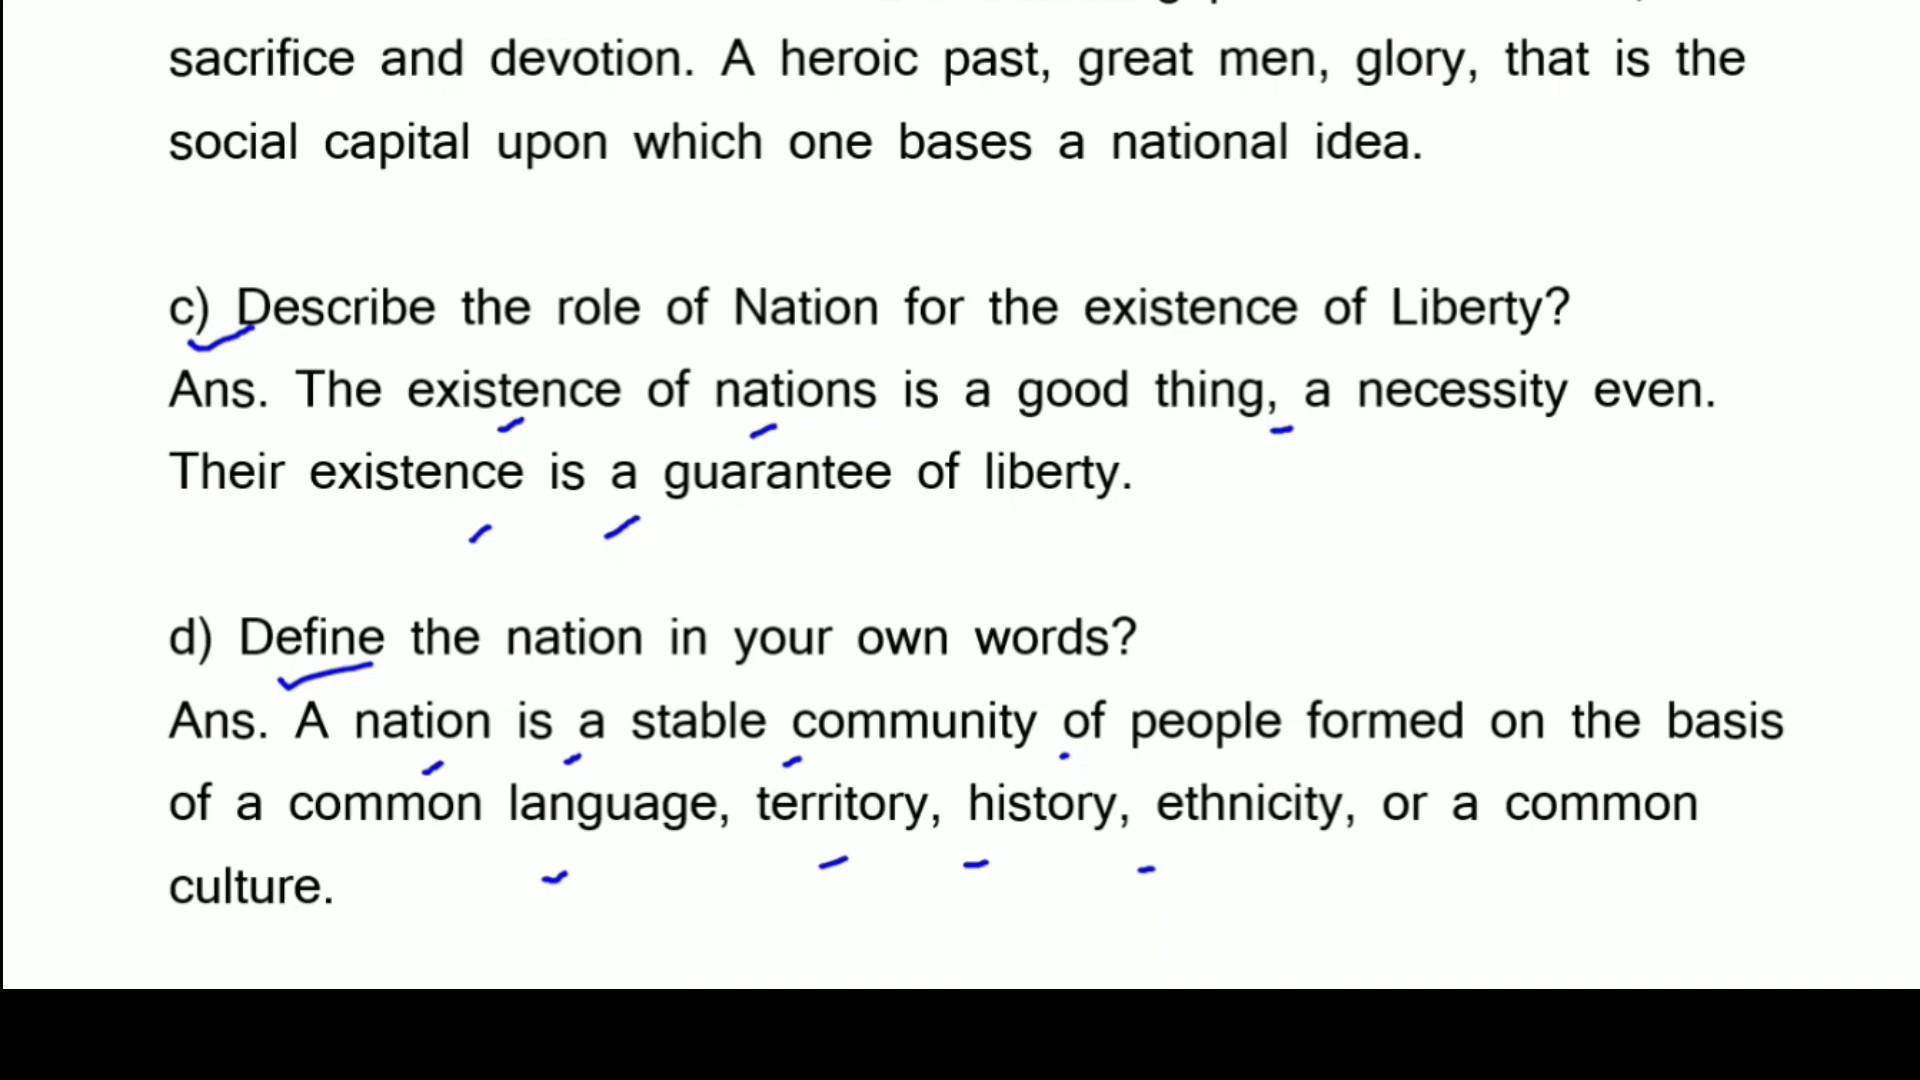 sacrifice and devotion. A heroic past, great men, glory, that is the
social capital upon which one bases a national idea.
c) Describe the role of Nation for the existence of Liberty?
Ans. The existence of nations is a good thing, a necessity even.
Their existence is a guarantee of liberty.
d) Define the nation in your own words?
Ans. A nation is a stable community of people formed on the basis
of a common language, territory, history, ethnicity, or a common
culture.